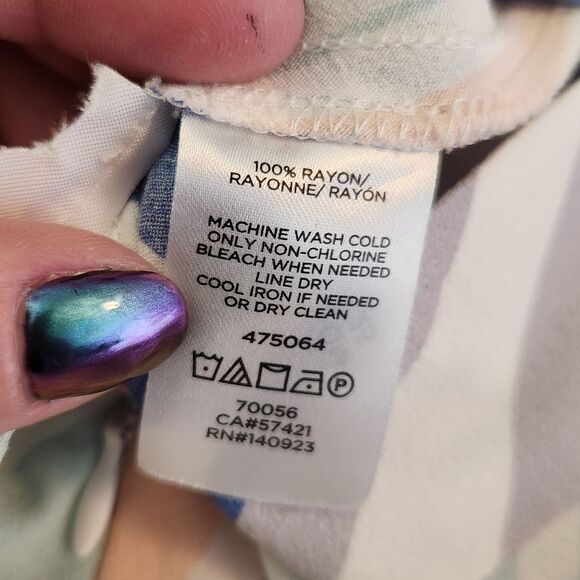 100% RAYON/
RAYONNE/ RAYÓN
MACHINE WASH COLD
ONLY NON-CHLORINE
BLEACH WHEN NEEDED
LINE DRY
COOL IRON IF NEEDED
OR DRY CLEAN
475064
P
70056
CA#57421
RN#140923